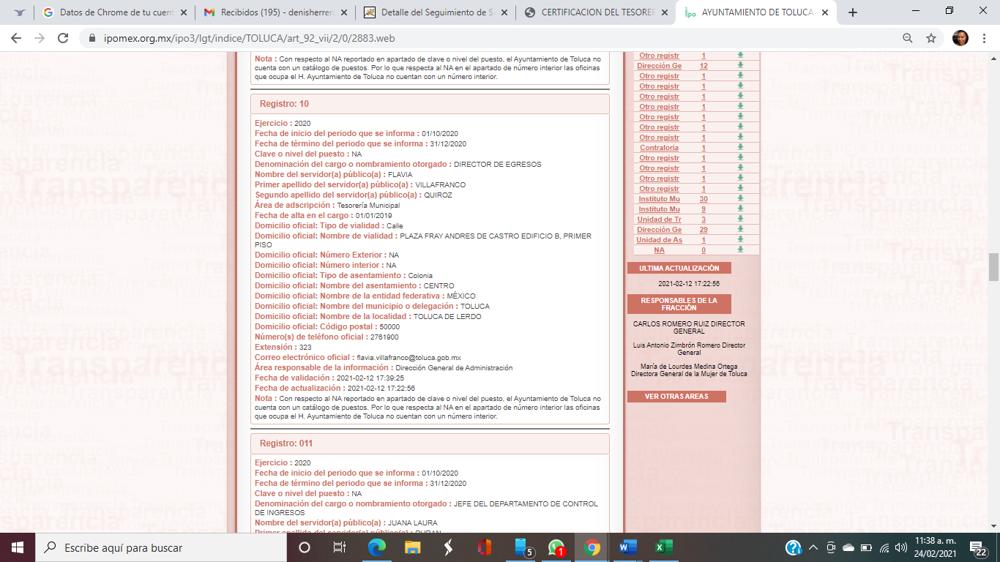 Datos de Chrome de tu cuent
Recibidos (195) - denisherrera
Detalle del Seguimiento de S
CERTIFICACION DEL TESORER
AYUNTAMIENTO DE TOLUCA
ipomex.org.mx/ipo3/lgt/indice/TOLUCA/art_92_vii/2/0/2883.web
Nota : Con respecto al NA reportado en apartado de clave o nivel del puesto, el Ayuntamiento de Toluca no
cuenta con un catálogo de puestos. Por lo que respecta al NA en el apartado de número interior las oficinas
que ocupa el H. Ayuntamiento de Toluca no cuentan con un número interior.
Registro: 10
Ejercicio : 2020
Fecha de inicio del periodo que se informa : 01/10/2020
Fecha de término del periodo que se informa : 31/12/2020
Clave o nivel del puesto : NA
Denominación del cargo o nombramiento otorgado : DIRECTOR DE EGRESOS
Nombre del servidor(a) público(a) : FLAVIA
Primer apellido del servidor(a) público(a) : VILLAFRANCO
Segundo apellido del servidor(a) público(a) : QUIROZ
Área de adscripción : Tesorería Municipal
Fecha de alta en el cargo : 01/01/2019
Domicilio oficial: Tipo de vialidad : Calle
Domicilio oficial: Nombre de vialidad : PLAZA FRAY ANDRES DE CASTRO EDIFICIO B, PRIMER
PISO
Domicilio oficial: Número Exterior : NA
Domicilio oficial: Número interior : NA
Domicilio oficial: Tipo de asentamiento : Colonia
Domicilio oficial: Nombre del asentamiento : CENTRO
Domicilio oficial: Nombre de la entidad federativa : MÉXICO
Domicilio oficial: Nombre del municipio o delegación : TOLUCA
Domicilio oficial: Nombre de la localidad : TOLUCA DE LERDO
Domicilio oficial: Código postal : 50000
Número(s) de teléfono oficial : 2761900
Extensión : 323
Correo electrónico oficial : flavia.villafranco@toluca.gob.mx
Área responsable de la información : Dirección General de Administración
Fecha de validación : 2021-02-12 17:39:25
Fecha de actualización : 2021-02-12 17:22:56
Nota : Con respecto al NA reportado en apartado de clave o nivel del puesto, el Ayuntamiento de Toluca no
cuenta con un catálogo de puestos. Por lo que respecta al NA en el apartado de número interior las oficinas
que ocupa el H. Ayuntamiento de Toluca no cuentan con un número interior.
Registro: 011
Ejercicio : 2020
Fecha de inicio del periodo que se informa : 01/10/2020
Fecha de término del periodo que se informa : 31/12/2020
Clave o nivel del puesto : NA
Denominación del cargo o nombramiento otorgado : JEFE DEL DEPARTAMENTO DE CONTROL
DE INGRESOS
Nombre del servidor(a) público(a) : JUANA LAURA
Primer apellido del servidor(a) público(a) : DURAN
Otro registr 1
Dirección Ge 12
Otro registr 1
Otro registr 1
Otro registr 1
Otro registr 1
Otro registr 1
Otro registr 1
Otro registr 1
Contraloria 1
Otro registr 1
Otro registr 1
Otro registr 1
Otro registr 1
Instituto Mu 30
Instituto Mu 9
Unidad de Tr 3
Dirección Ge 29
Unidad de As 1
NA 0
ULTIMA ACTUALIZACIÓN
2021-02-12 17:22:56
RESPONSABLES DE LA
FRACCIÓN
CARLOS ROMERO RUIZ DIRECTOR
GENERAL
Luis Antonio Zimbrón Romero Director
General
María de Lourdes Medina Ortega
Directora General de la Mujer de Toluca
VER OTRAS AREAS
Escribe aquí para buscar
5
1
11:38 a. m.
24/02/2021
22